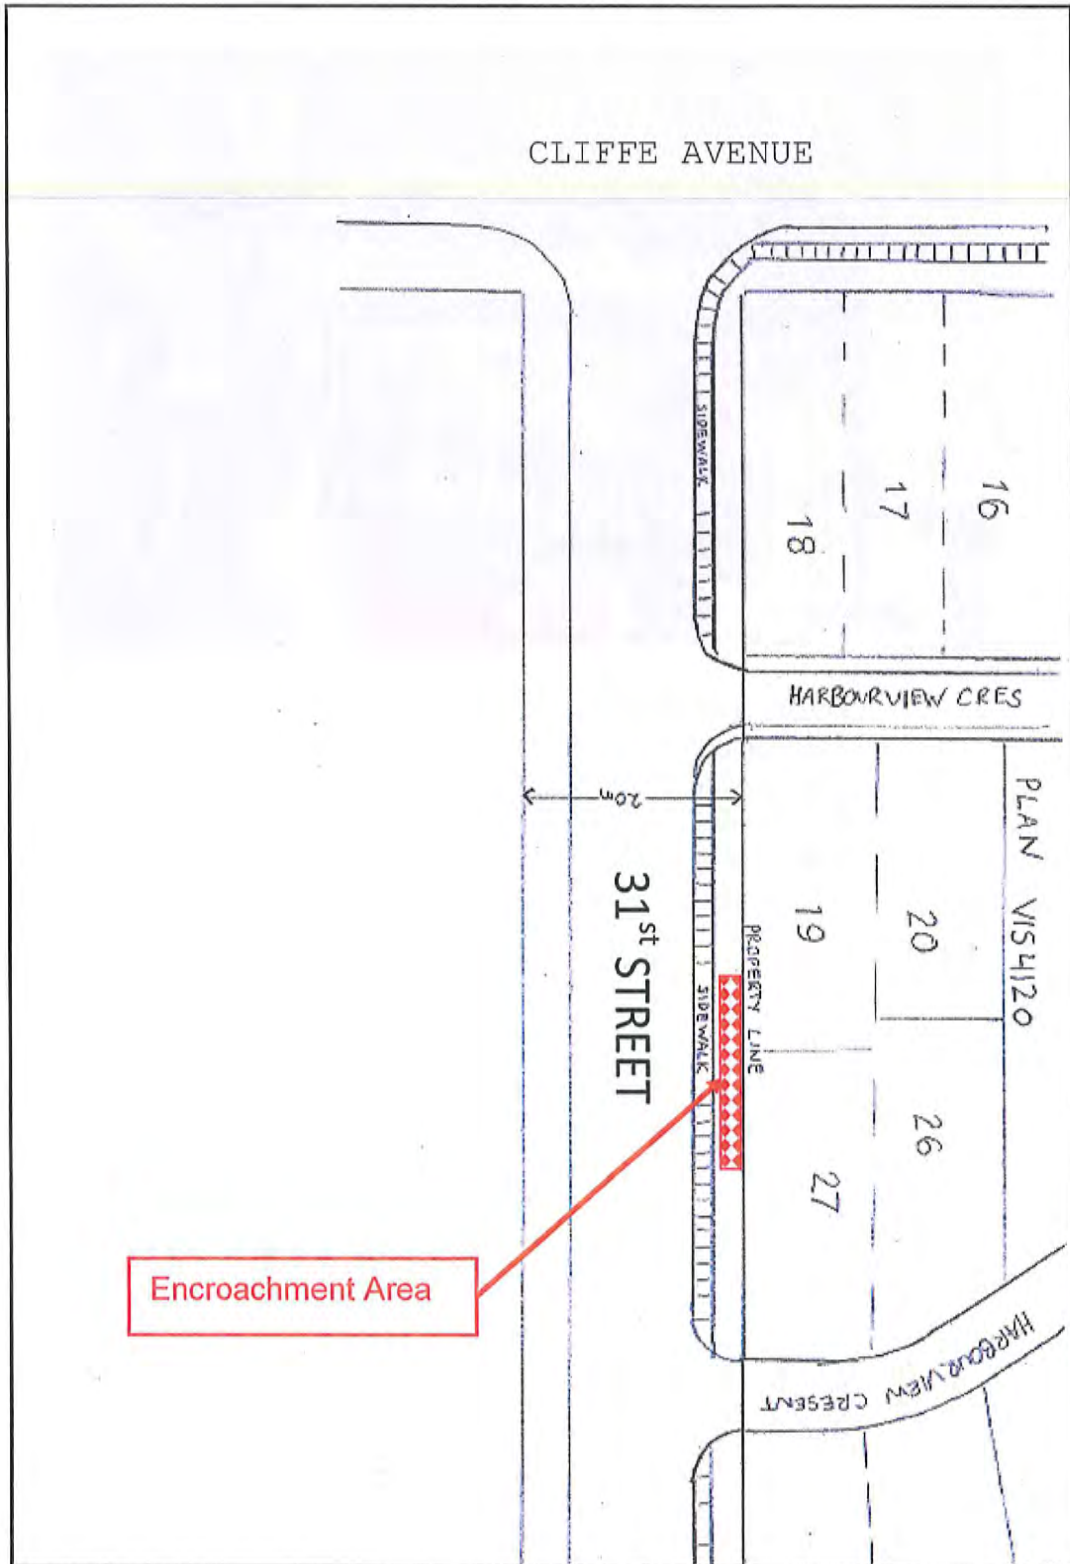 CLIFFE AVENUE
SIDEWALK
16
17
18
HARBOURVIEW CRES
20m
PLAN VIS4120
31st STREET
19
20
PROPERTY LINE
SIDEWALK
26
27
Encroachment Area
HARBOURVIEW CRESENT